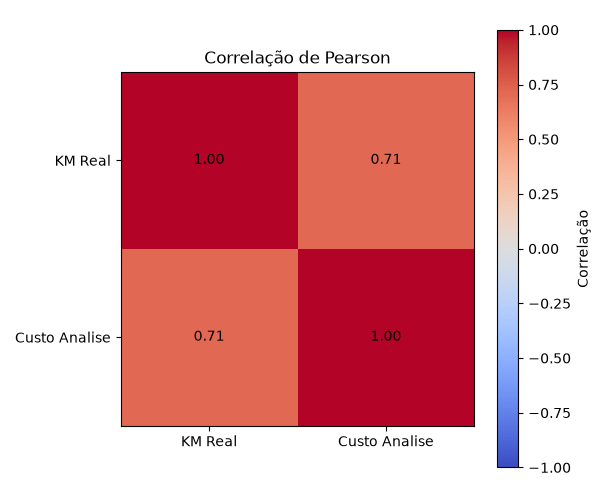 Correlação de Pearson
KM Real
1.00
0.71
Custo Analise
0.71
1.00
KM Real
Custo Analise
1.00
0.75
0.50
0.25
0.00
−0.25
−0.50
−0.75
−1.00
Correlação